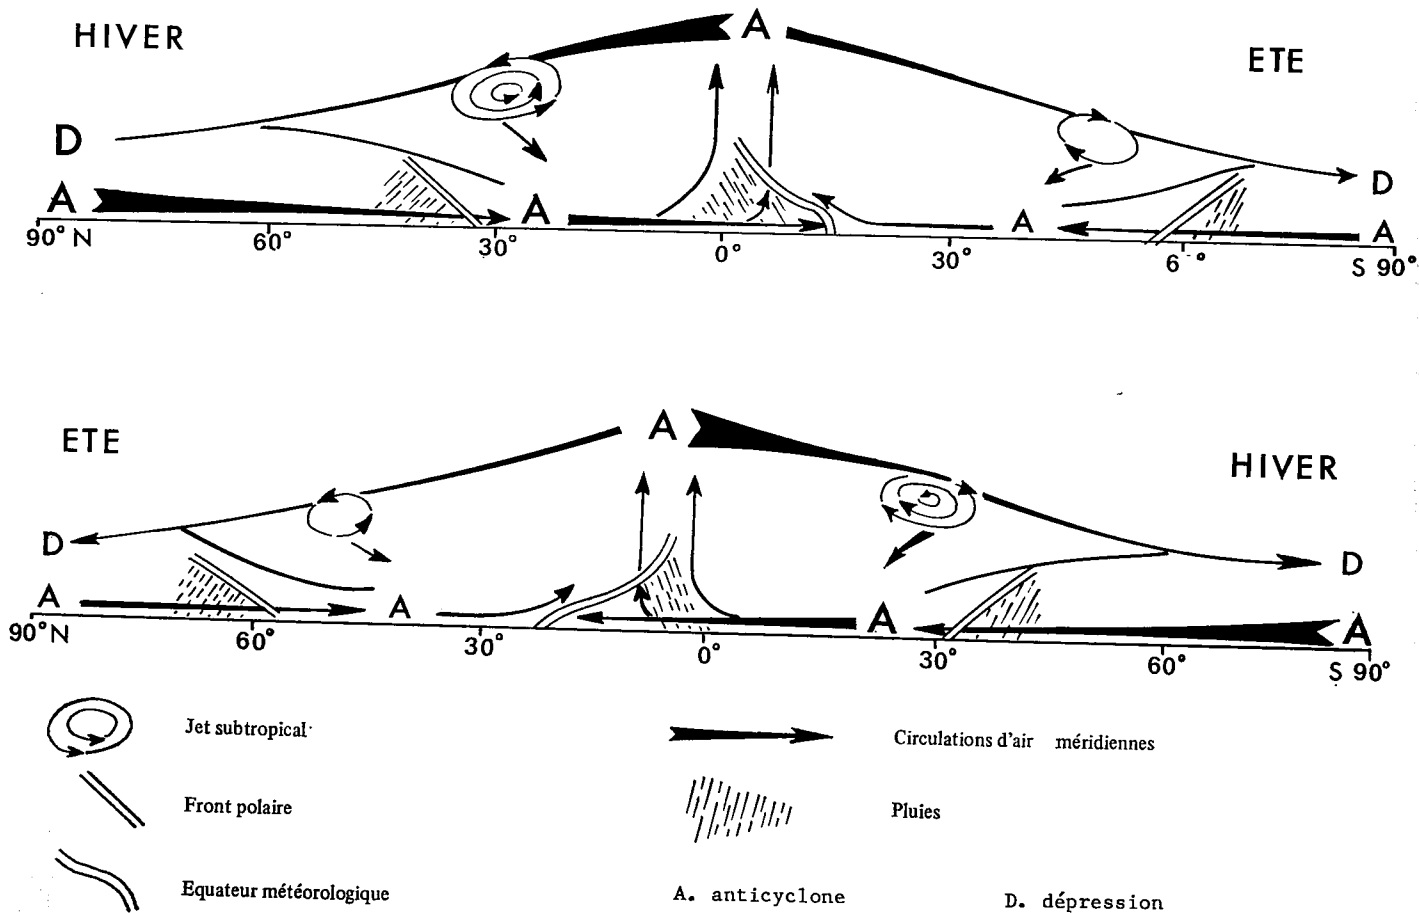 HIVER
A
ETE
D
D
A
A
A
A
90° N
60°
30°
0°
30°
6 °
S 90°
ETE
A
HIVER
D
D
A
A
A
A
90° N
60°
30°
0°
30°
60°
S 90°
Jet subtropical
Circulations d'air méridiennes
Front polaire
Pluies
Equateur météorologique
A. anticyclone
D. dépression